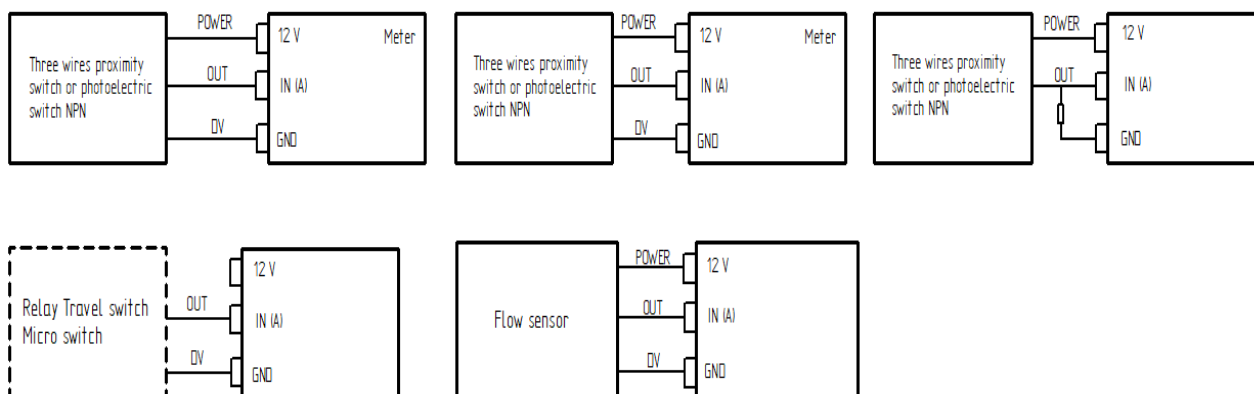 POWER
12 V
Meter
Three wires proximity
switch or photoelectric
switch NPN
OUT
IN (A)
0V
GND
POWER
12 V
Meter
Three wires proximity
switch or photoelectric
switch NPN
OUT
IN (A)
0V
GND
POWER
12 V
Three wires proximity
switch or photoelectric
switch NPN
OUT
IN (A)
GND
12 V
Relay Travel switch
Micro switch
OUT
IN (A)
0V
GND
POWER
12 V
Flow sensor
OUT
IN (A)
0V
GND